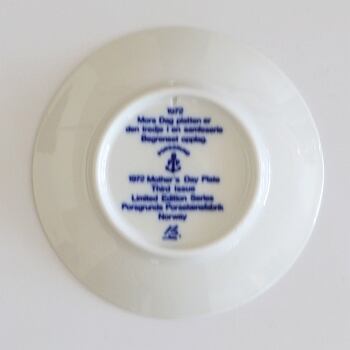 1972
Mors Dag platten er
den tredje i en samleserie
Begrenset opplag.
1972 Mother's Day Plate
Third Issue
Limited Edition Series
Porsgrunds Porselænsfabrik
Norway